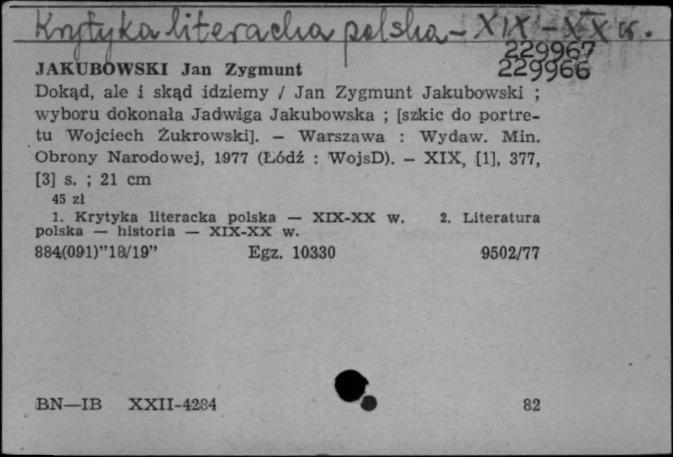 Krytyka literacka polska - XIX - XX w.
229967
229966
JAKUBOWSKI Jan Zygmunt
Dokąd, ale i skąd idziemy / Jan Zygmunt Jakubowski ;
wyboru dokonała Jadwiga Jakubowska ; [szkic do portre-
tu Wojciech Żukrowski]. — Warszawa : Wydaw. Min.
Obrony Narodowej, 1977 (Łódź : WojsD). — XIX, [1], 377,
[3] s. ; 21 cm
45 zł
1. Krytyka literacka polska — XIX-XX w. 2. Literatura
polska — historia — XIX-XX w.
884(091)"18/19" Egz. 10330 9502/77
BN—IB XXII-4284 82